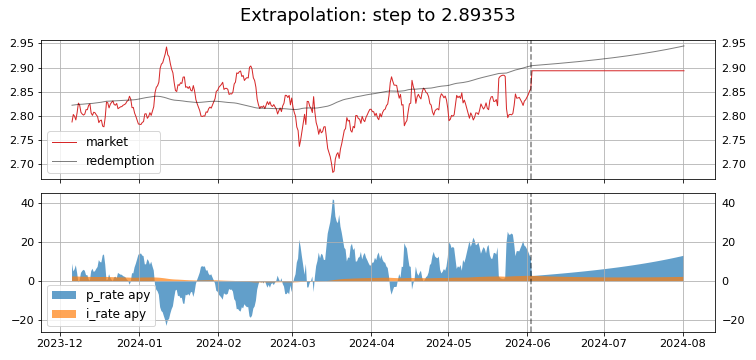 Extrapolation: step to 2.89353
2.95 2.95
2.90 2.90
2.85 2.85
2.80 2.80
2.75 2.75
2.70 2.70
market
redemption
40 40
20 20
0 0
−20 −20
p_rate apy
i_rate apy
2023-12 2024-01 2024-02 2024-03 2024-04 2024-05 2024-06 2024-07 2024-08